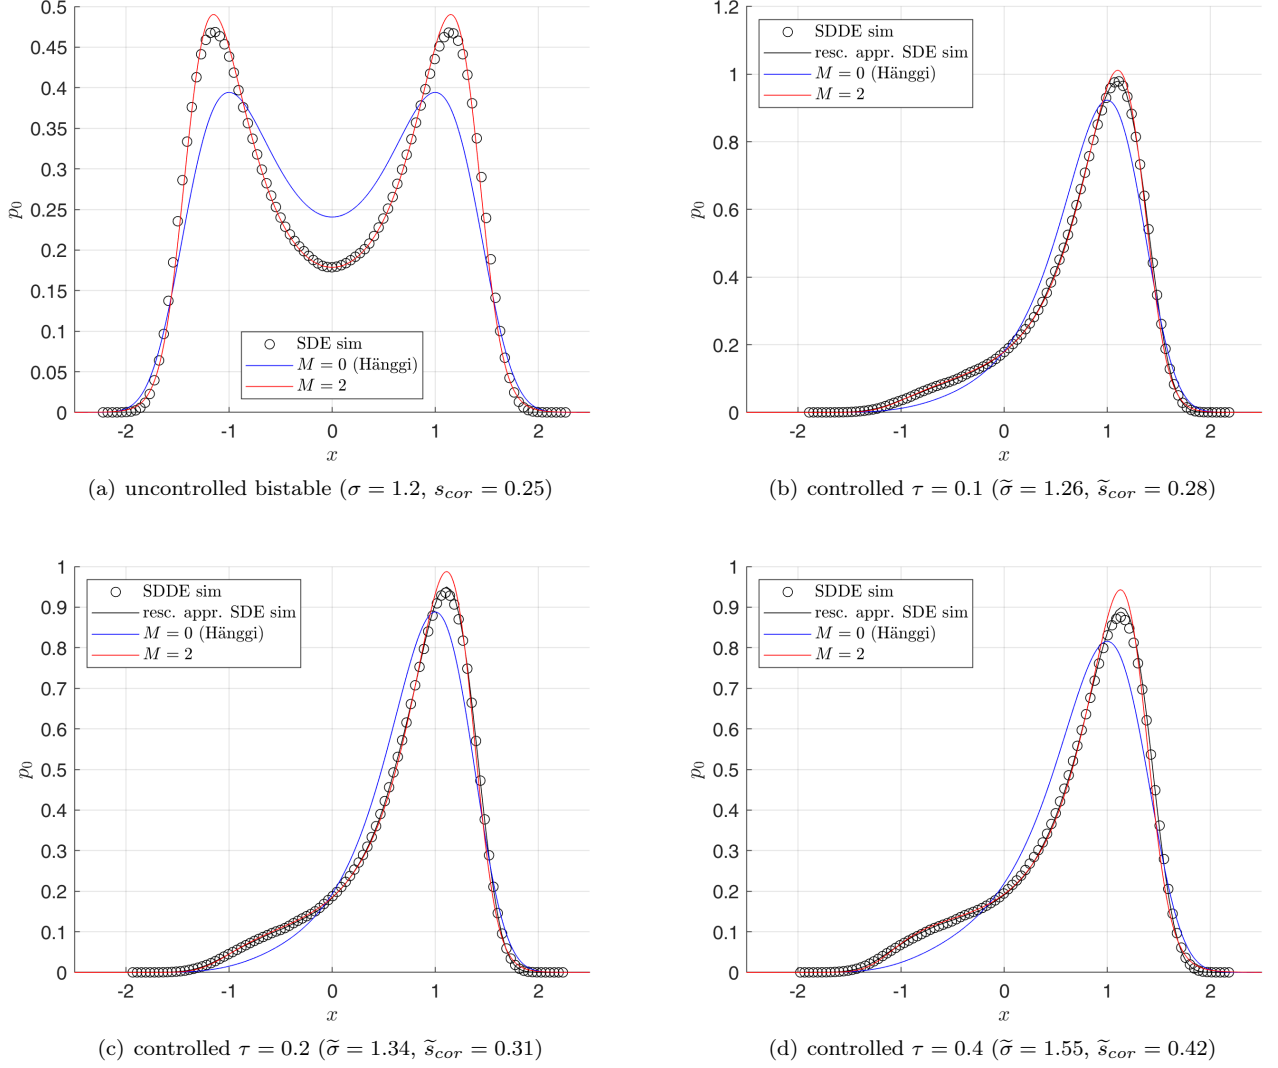 0.5
0.45
0.4
0.35
0.3
0.25
0.2
0.15
0.1
0.05
0
p₀
-2 -1 0 1 2
x
SDE sim
M = 0 (Hänggi)
M = 2
(a) uncontrolled bistable (σ = 1.2, s_cor = 0.25)
1.2
1
0.8
0.6
0.4
0.2
0
p₀
-2 -1 0 1 2
x
SDDE sim
resc. appr. SDE sim
M = 0 (Hänggi)
M = 2
(b) controlled τ = 0.1 (σ̃ = 1.26, s̃_cor = 0.28)
1
0.9
0.8
0.7
0.6
0.5
0.4
0.3
0.2
0.1
0
p₀
-2 -1 0 1 2
x
SDDE sim
resc. appr. SDE sim
M = 0 (Hänggi)
M = 2
(c) controlled τ = 0.2 (σ̃ = 1.34, s̃_cor = 0.31)
1
0.9
0.8
0.7
0.6
0.5
0.4
0.3
0.2
0.1
0
p₀
-2 -1 0 1 2
x
SDDE sim
resc. appr. SDE sim
M = 0 (Hänggi)
M = 2
(d) controlled τ = 0.4 (σ̃ = 1.55, s̃_cor = 0.42)